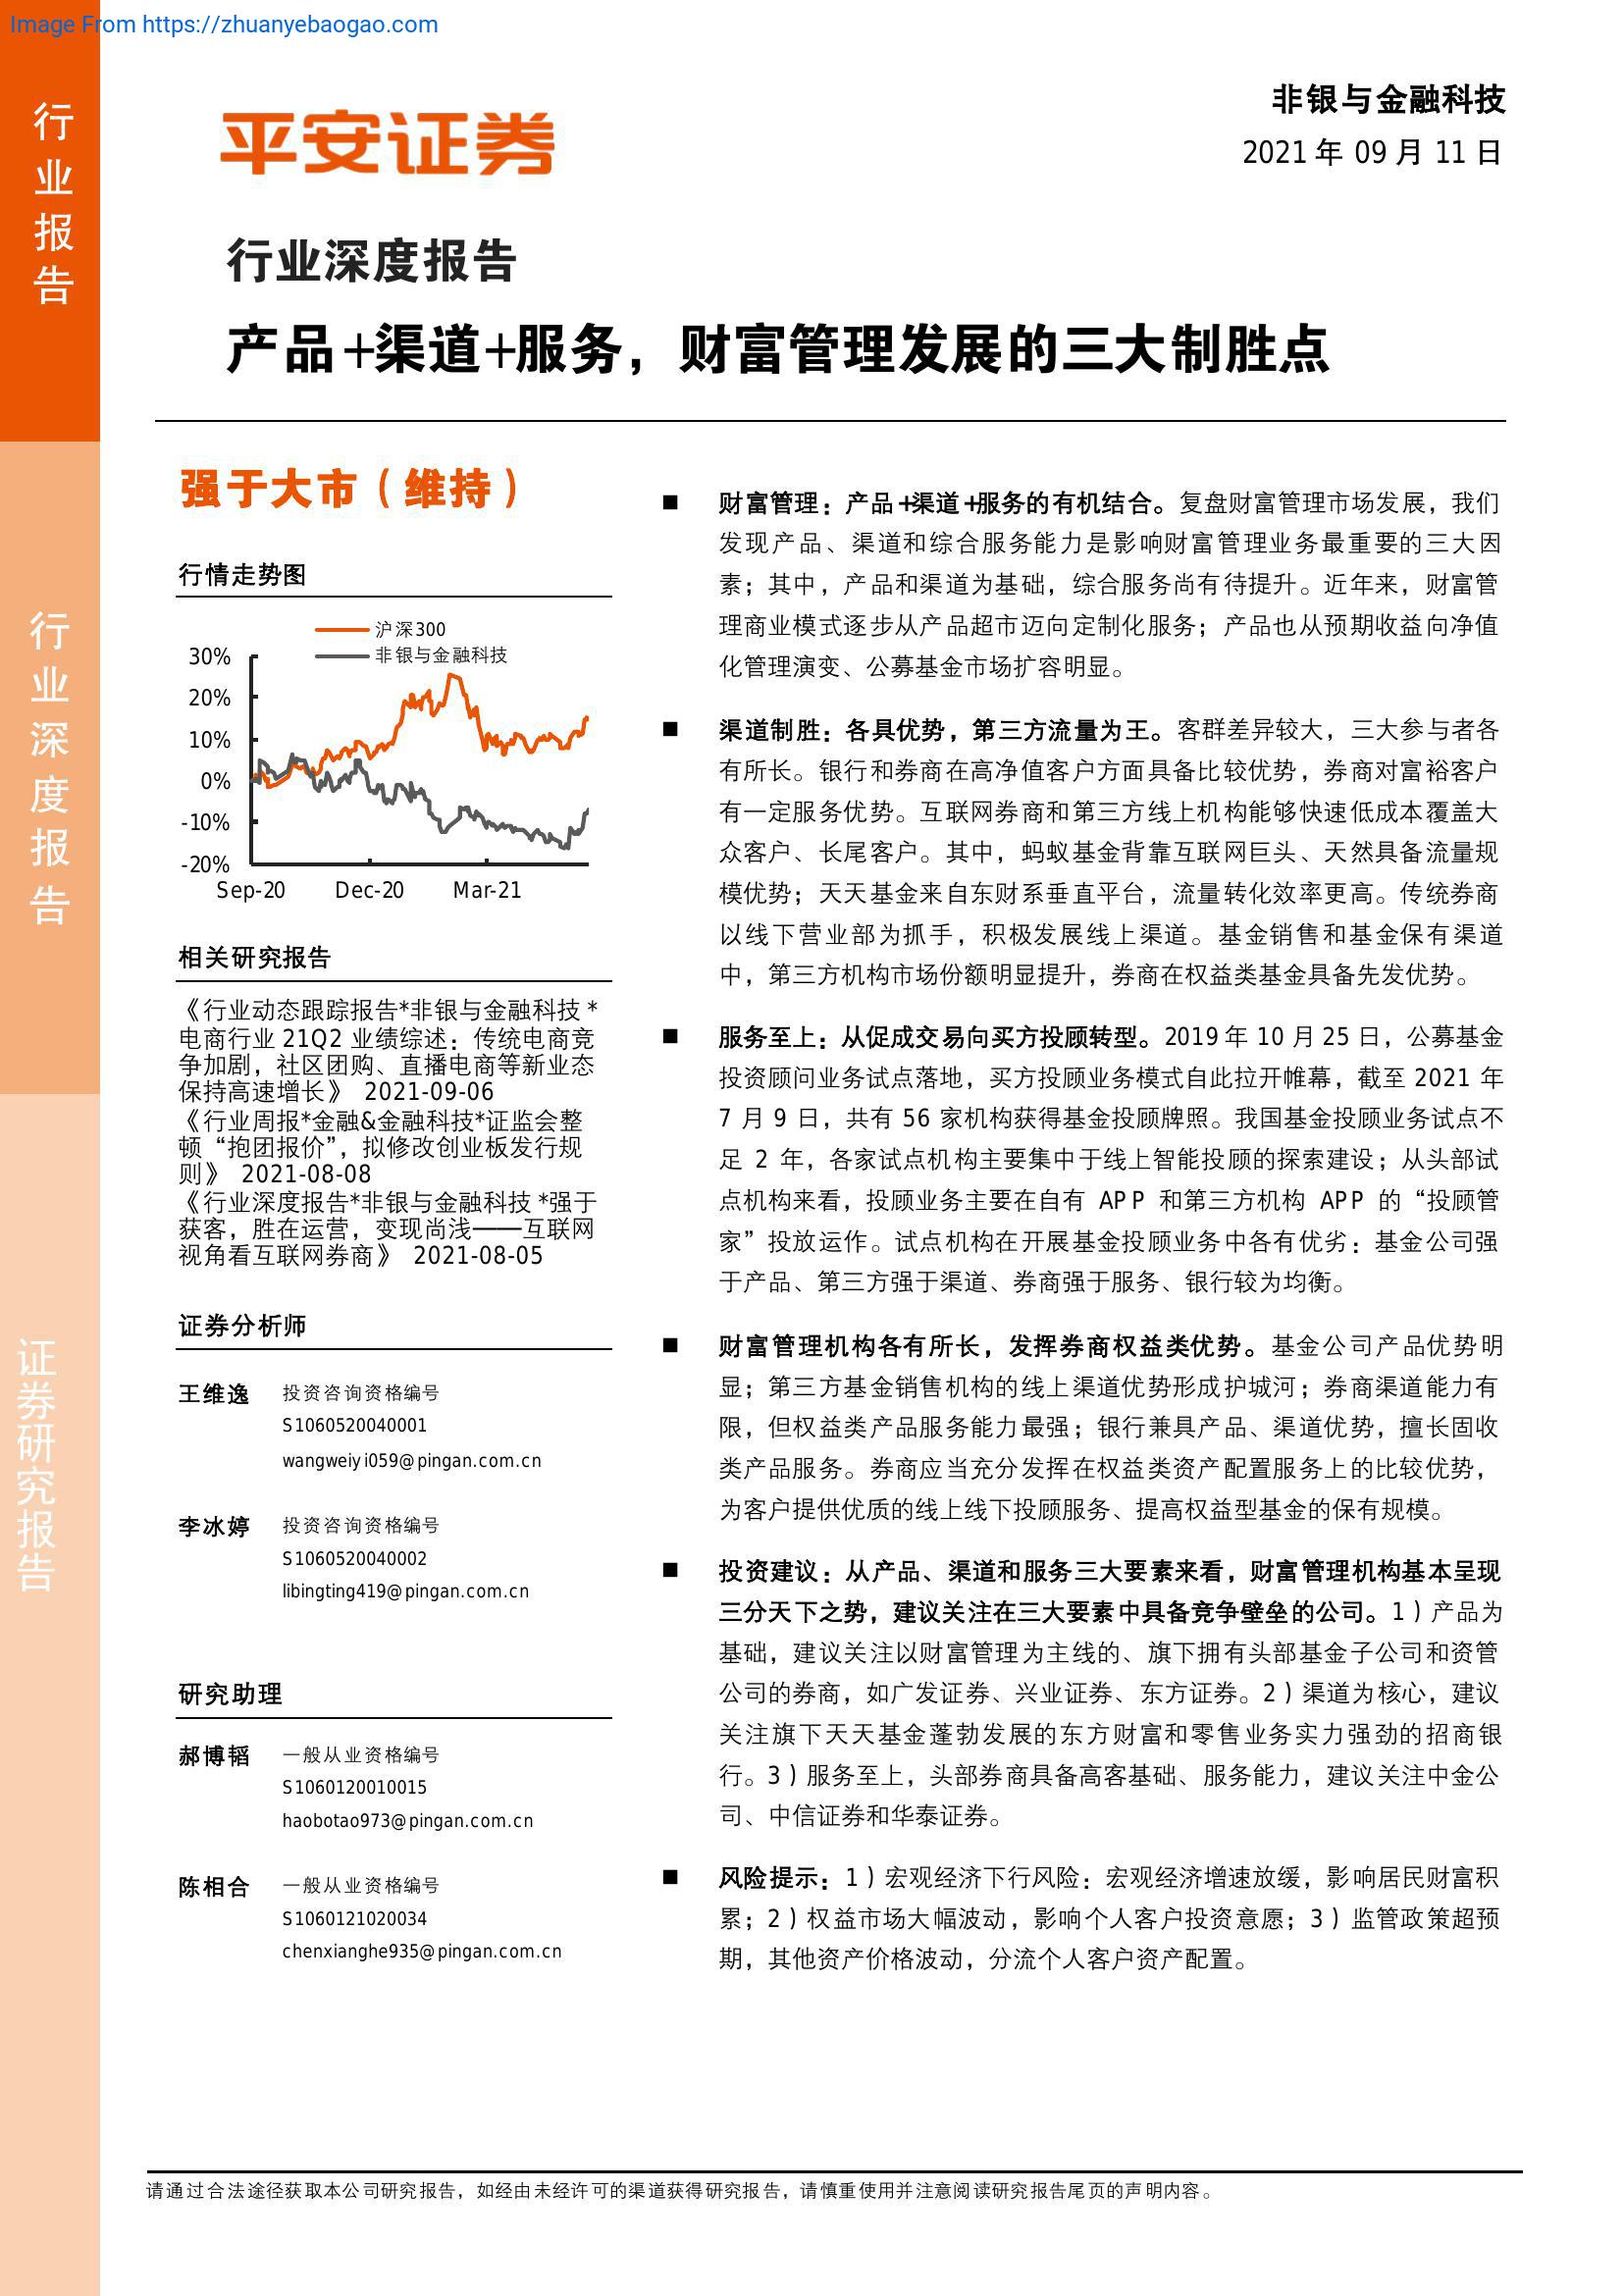 Image From https://zhuanyebaogao.com
行业报告
行业深度报告
证券研究报告
平安证券
非银与金融科技
2021 年 09 月 11 日
行业深度报告
产品+渠道+服务，财富管理发展的三大制胜点
强于大市（维持）
行情走势图
沪深300
非银与金融科技
30%
20%
10%
0%
-10%
-20%
Sep-20 Dec-20 Mar-21
相关研究报告
《行业动态跟踪报告*非银与金融科技*
电商行业 21Q2 业绩综述：传统电商竞
争加剧，社区团购、直播电商等新业态
保持高速增长》 2021-09-06
《行业周报*金融&金融科技*证监会整
顿“抱团报价”，拟修改创业板发行规
则》 2021-08-08
《行业深度报告*非银与金融科技*强于
获客，胜在运营，变现尚浅——互联网
视角看互联网券商》 2021-08-05
证券分析师
王维逸 投资咨询资格编号
S1060520040001
wangweiyi059@pingan.com.cn
李冰婷 投资咨询资格编号
S1060520040002
libingting419@pingan.com.cn
研究助理
郝博韬 一般从业资格编号
S1060120010015
haobotao973@pingan.com.cn
陈相合 一般从业资格编号
S1060121020034
chenxianghe935@pingan.com.cn
■ 财富管理：产品+渠道+服务的有机结合。复盘财富管理市场发展，我们
发现产品、渠道和综合服务能力是影响财富管理业务最重要的三大因
素；其中，产品和渠道为基础，综合服务尚有待提升。近年来，财富管
理商业模式逐步从产品超市迈向定制化服务；产品也从预期收益向净值
化管理演变、公募基金市场扩容明显。
■ 渠道制胜：各具优势，第三方流量为王。客群差异较大，三大参与者各
有所长。银行和券商在高净值客户方面具备比较优势，券商对富裕客户
有一定服务优势。互联网券商和第三方线上机构能够快速低成本覆盖大
众客户、长尾客户。其中，蚂蚁基金背靠互联网巨头、天然具备流量规
模优势；天天基金来自东财系垂直平台，流量转化效率更高。传统券商
以线下营业部为抓手，积极发展线上渠道。基金销售和基金保有渠道
中，第三方机构市场份额明显提升，券商在权益类基金具备先发优势。
■ 服务至上：从促成交易向买方投顾转型。2019 年 10 月 25 日，公募基金
投资顾问业务试点落地，买方投顾业务模式自此拉开帷幕，截至 2021 年
7 月 9 日，共有 56 家机构获得基金投顾牌照。我国基金投顾业务试点不
足 2 年，各家试点机构主要集中于线上智能投顾的探索建设；从头部试
点机构来看，投顾业务主要在自有 APP 和第三方机构 APP 的“投顾管
家”投放运作。试点机构在开展基金投顾业务中各有优劣：基金公司强
于产品、第三方强于渠道、券商强于服务、银行较为均衡。
■ 财富管理机构各有所长，发挥券商权益类优势。基金公司产品优势明
显；第三方基金销售机构的线上渠道优势形成护城河；券商渠道能力有
限，但权益类产品服务能力最强；银行兼具产品、渠道优势，擅长固收
类产品服务。券商应当充分发挥在权益类资产配置服务上的比较优势，
为客户提供优质的线上线下投顾服务、提高权益型基金的保有规模。
■ 投资建议：从产品、渠道和服务三大要素来看，财富管理机构基本呈现
三分天下之势，建议关注在三大要素中具备竞争壁垒的公司。1）产品为
基础，建议关注以财富管理为主线的、旗下拥有头部基金子公司和资管
公司的券商，如广发证券、兴业证券、东方证券。2）渠道为核心，建议
关注旗下天天基金蓬勃发展的东方财富和零售业务实力强劲的招商银
行。3）服务至上，头部券商具备高客基础、服务能力，建议关注中金公
司、中信证券和华泰证券。
■ 风险提示：1）宏观经济下行风险：宏观经济增速放缓，影响居民财富积
累；2）权益市场大幅波动，影响个人客户投资意愿；3）监管政策超预
期，其他资产价格波动，分流个人客户资产配置。
请通过合法途径获取本公司研究报告，如经由未经许可的渠道获得研究报告，请慎重使用并注意阅读研究报告尾页的声明内容。